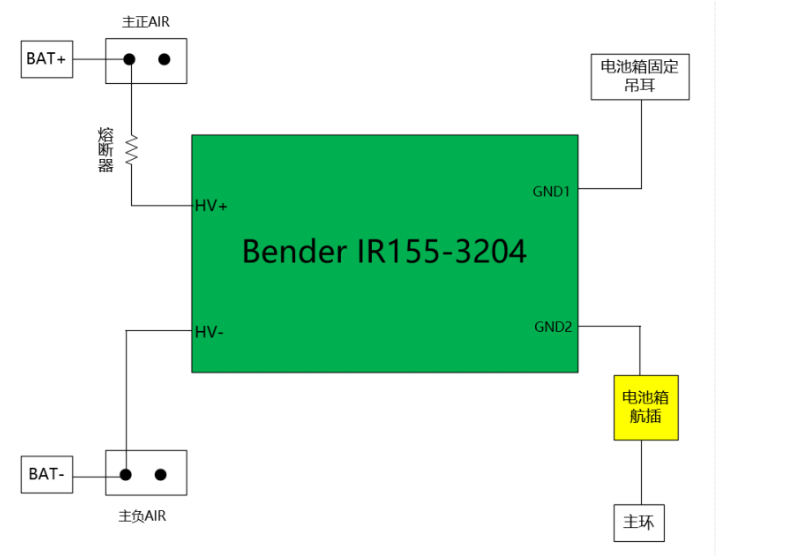 主正AIR
BAT+
电池箱固定
吊耳
熔
断
器
GND1
HV+
Bender IR155-3204
GND2
HV-
电池箱
航插
BAT-
主负AIR
主环